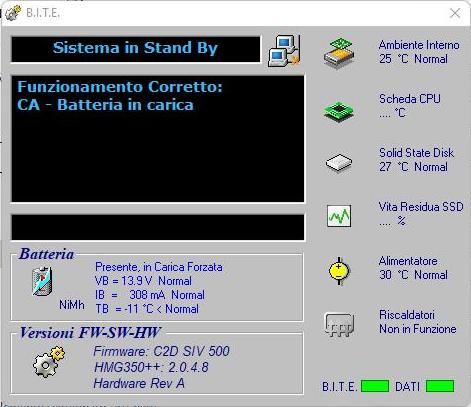 B.I.T.E.
Sistema in Stand By
Funzionamento Corretto:
CA - Batteria in carica
Ambiente Interno
25 °C Normal
Scheda CPU
.... °C
Solid State Disk
27 °C Normal
Vita Residua SSD
.... %
Alimentatore
30 °C Normal
Riscaldatori
Non in Funzione
Batteria
NiMh
Presente, in Carica Forzata
VB = 13.9 V Normal
IB = 308 mA Normal
TB = -11 °C < Normal
Versioni FW-SW-HW
Firmware: C2D SIV 500
HMG350++: 2.0.4.8
Hardware Rev A
B.I.T.E. DATI